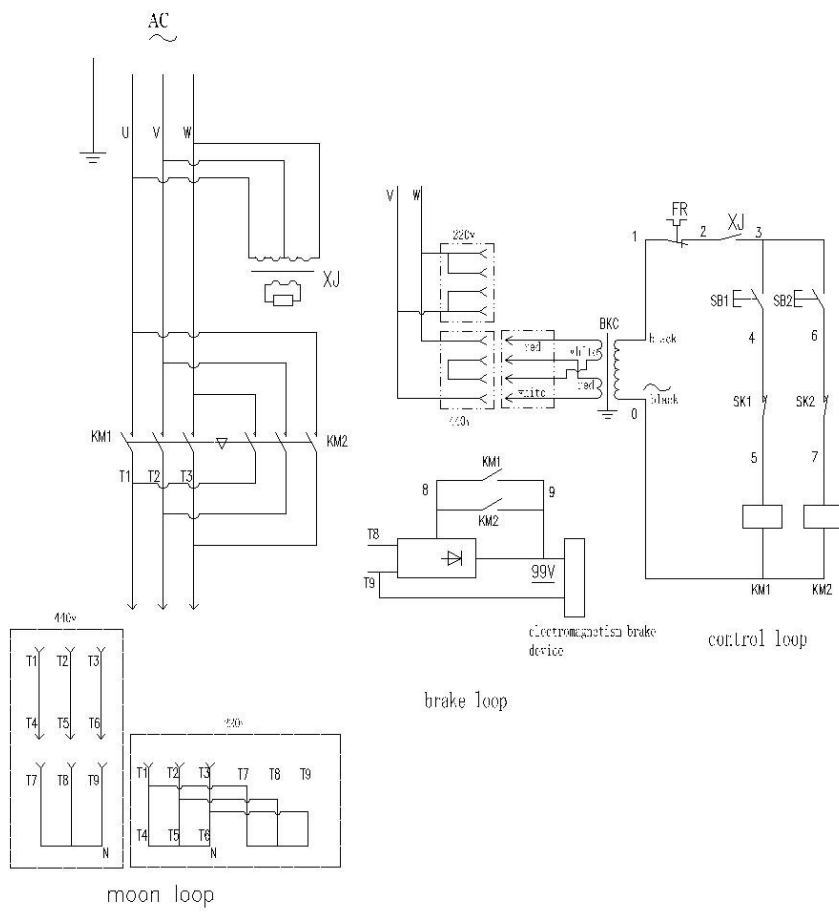 AC
U V W
XJ
KM1 KM2
T1 T2 T3
V W
220v
440v
red
white
red
white
BKC
black
black
1 FR 2 XJ 3
SB1 SB2
4 6
0
SK1 SK2
5 7
KM1 KM2
control loop
KM1
8 9
KM2
T8
T9
99V
electromagnetism brake
device
brake loop
440v
T1 T2 T3
T4 T5 T6
T7 T8 T9
N
T1 T2 T3 T7 T8 T9
T4 T5 T6
N
moon loop